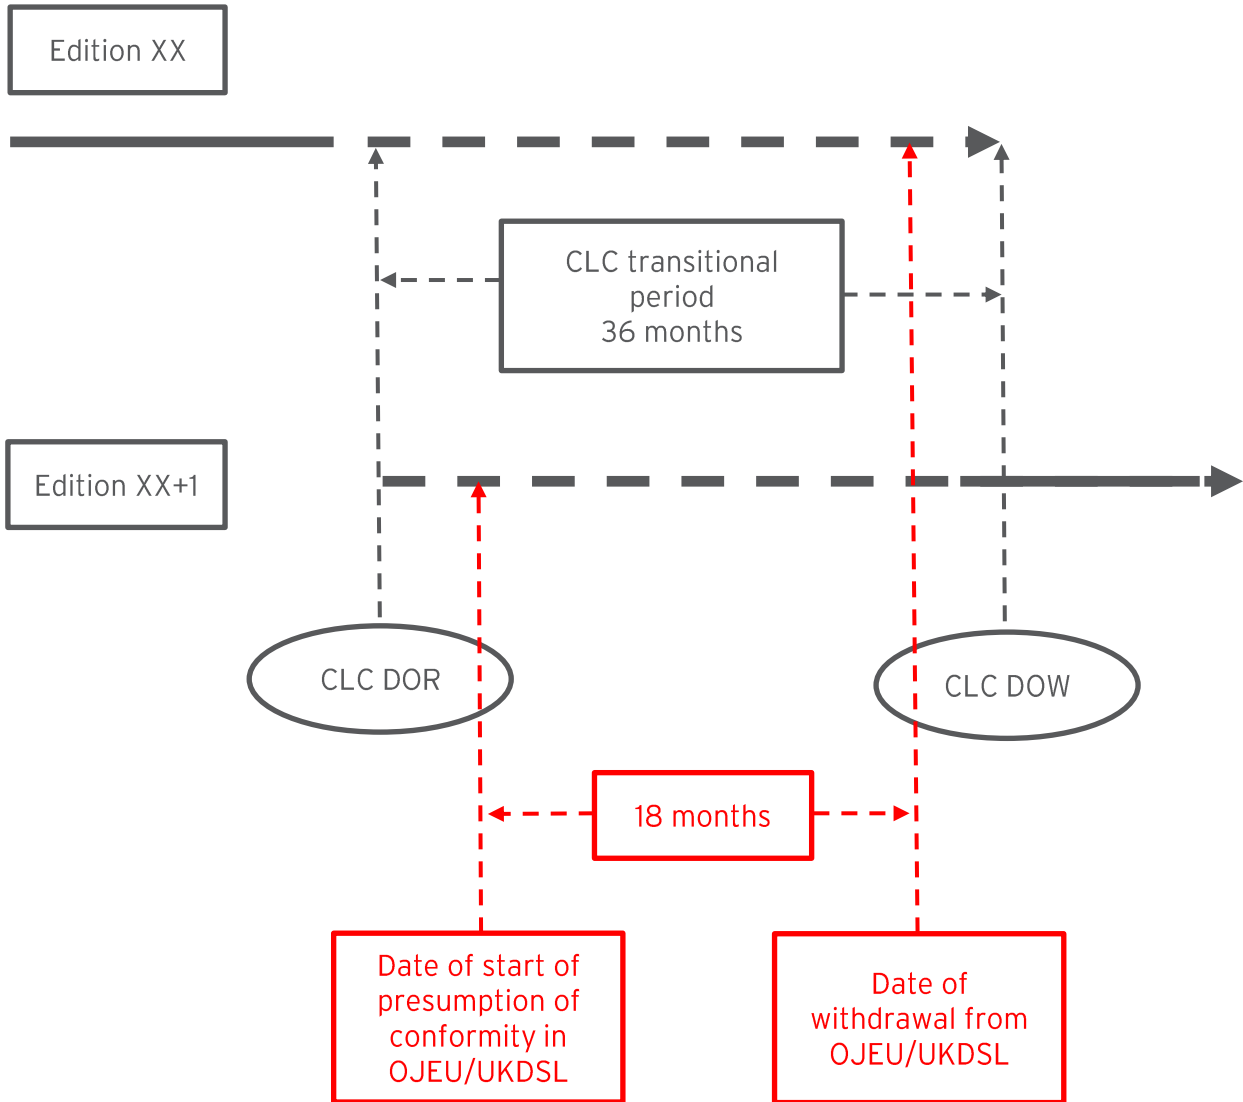 Edition XX
CLC transitional
period
36 months
Edition XX+1
CLC DOR
CLC DOW
18 months
Date of start of
presumption of
conformity in
OJEU/UKDSL
Date of
withdrawal from
OJEU/UKDSL